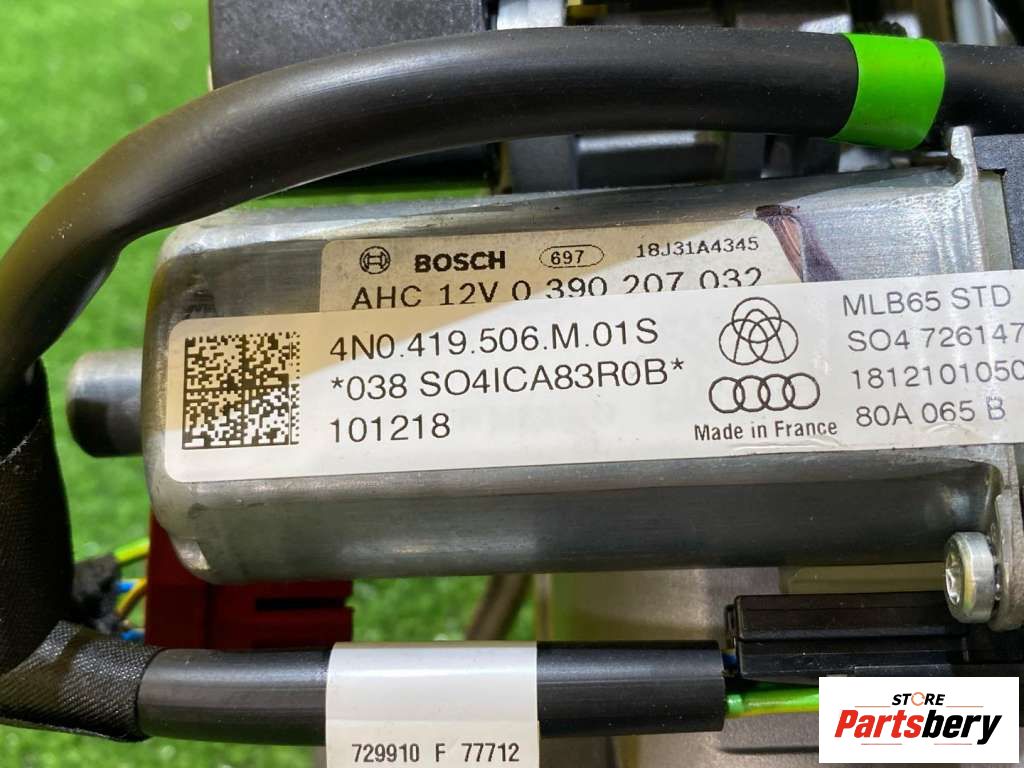 BOSCH 697 18J31A4345
AHC 12V 0 390 207 032
4N0.419.506.M.01S
*038 SO4ICA83R0B*
101218
Made in France
MLB65 STD
SO4 726147
1812101050
80A 065 B
729910 F 77712
STORE
Partsbery